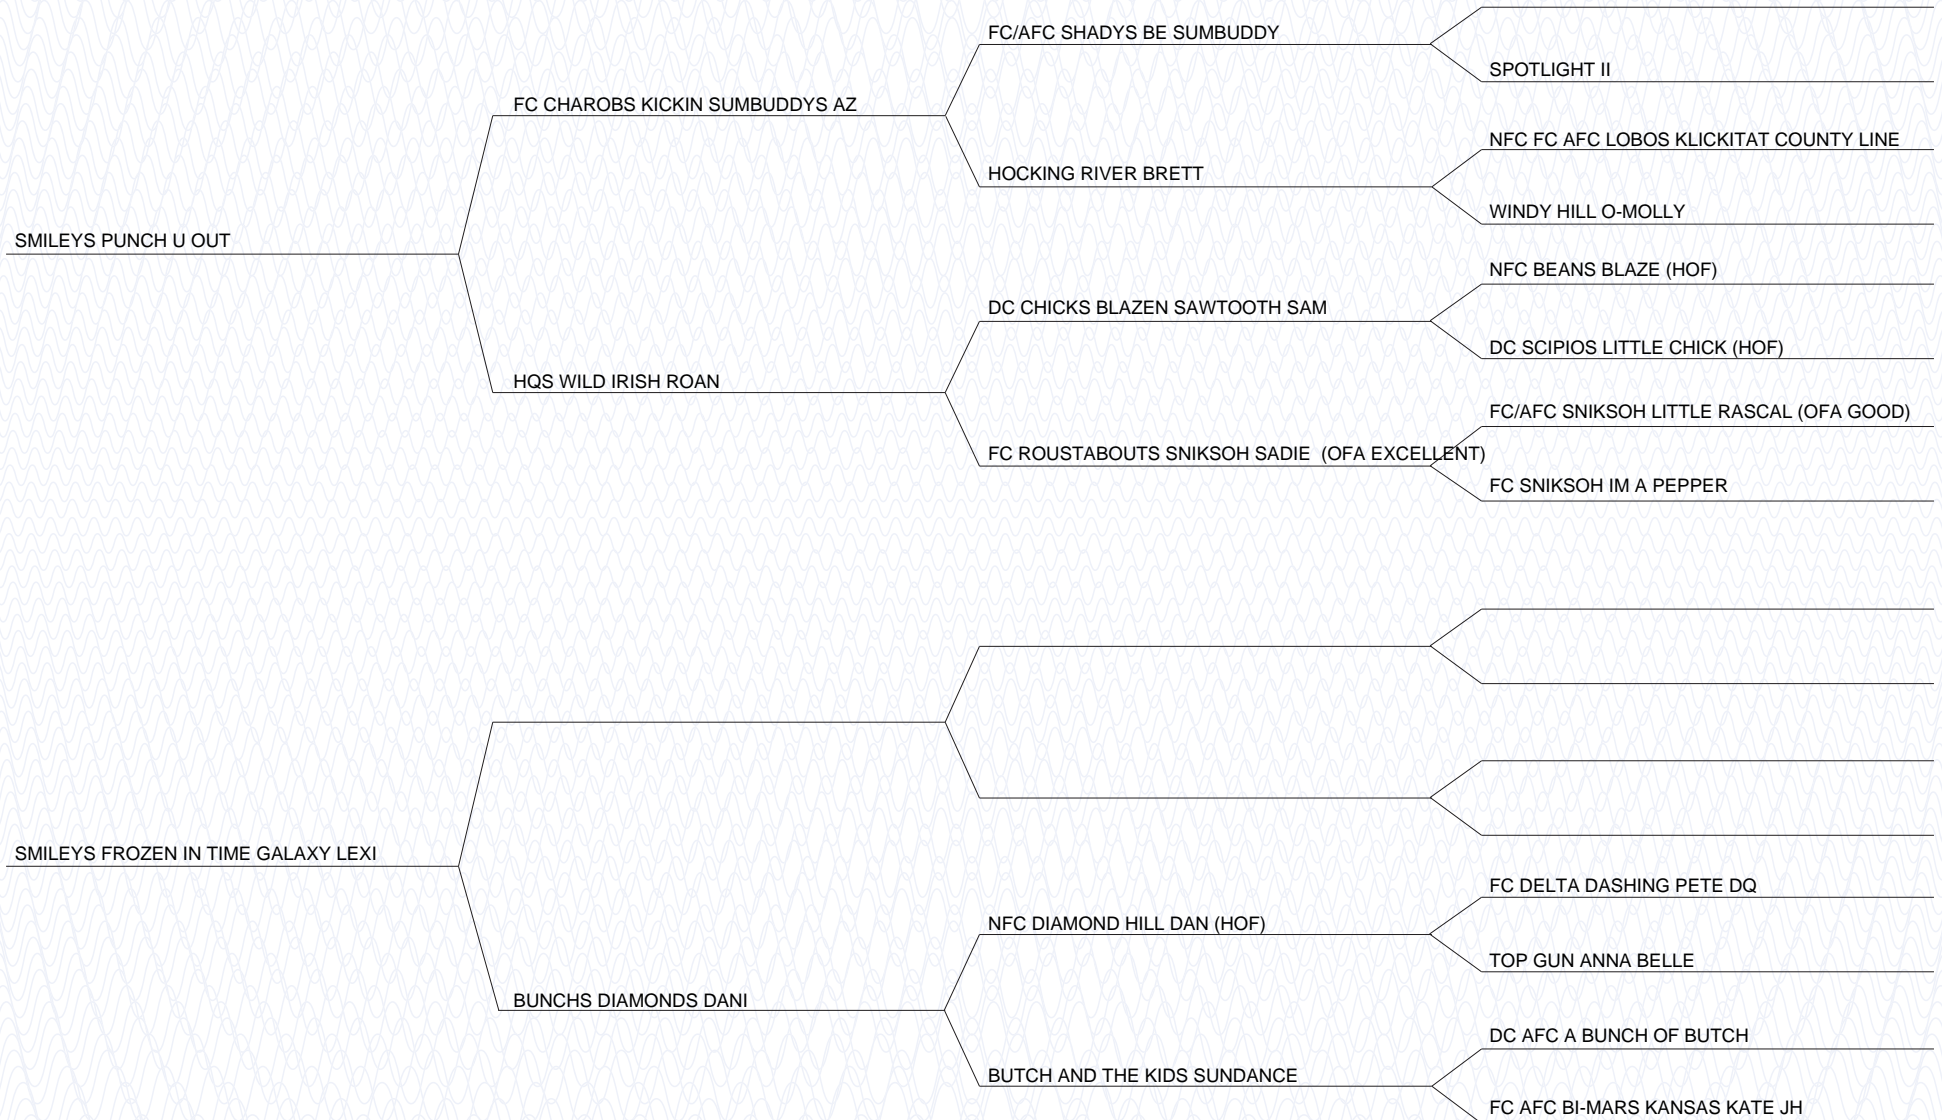 FC/AFC SHADYS BE SUMBUDDY
SPOTLIGHT II
FC CHAROBS KICKIN SUMBUDDYS AZ
NFC FC AFC LOBOS KLICKITAT COUNTY LINE
HOCKING RIVER BRETT
WINDY HILL O-MOLLY
SMILEYS PUNCH U OUT
NFC BEANS BLAZE (HOF)
DC CHICKS BLAZEN SAWTOOTH SAM
DC SCIPIOS LITTLE CHICK (HOF)
HQS WILD IRISH ROAN
FC/AFC SNIKSOH LITTLE RASCAL (OFA GOOD)
FC ROUSTABOUTS SNIKSOH SADIE  (OFA EXCELLENT)
FC SNIKSOH IM A PEPPER
SMILEYS FROZEN IN TIME GALAXY LEXI
FC DELTA DASHING PETE DQ
NFC DIAMOND HILL DAN (HOF)
TOP GUN ANNA BELLE
BUNCHS DIAMONDS DANI
DC AFC A BUNCH OF BUTCH
BUTCH AND THE KIDS SUNDANCE
FC AFC BI-MARS KANSAS KATE JH